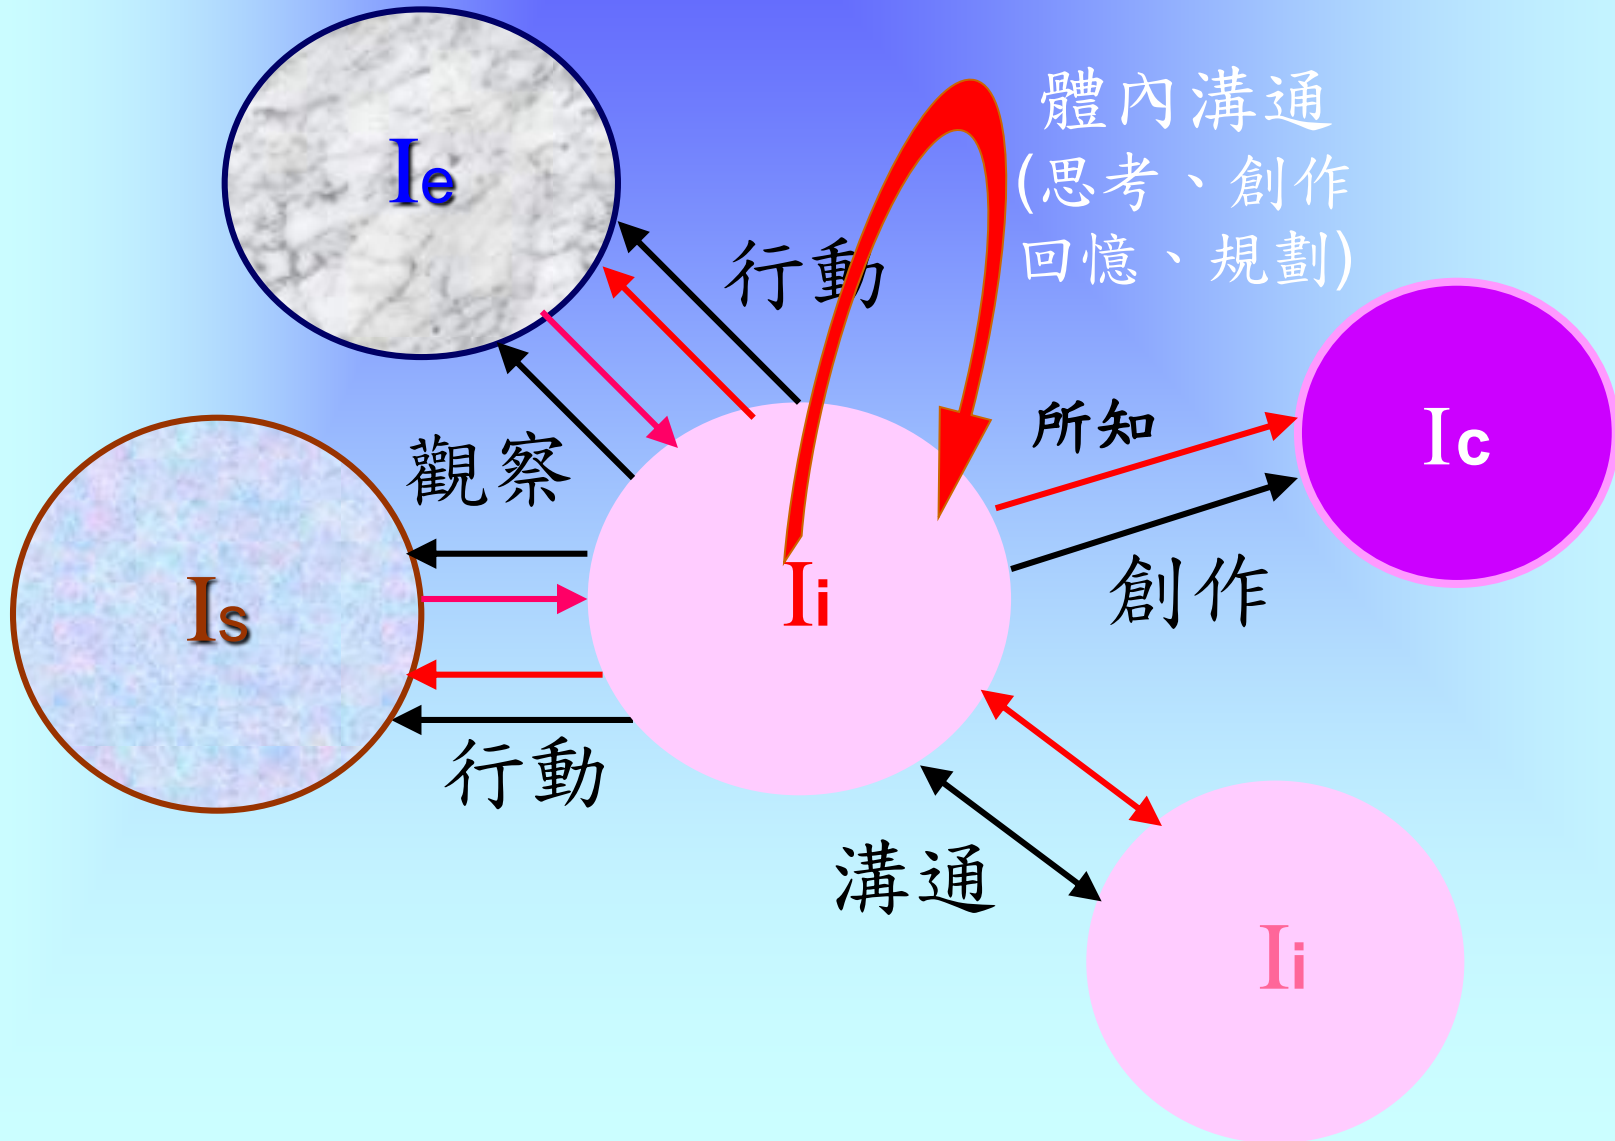 Ie
體內溝通
(思考、創作
回憶、規劃)
行動
所知
Ic
觀察
創作
Is
Ii
行動
溝通
Ii